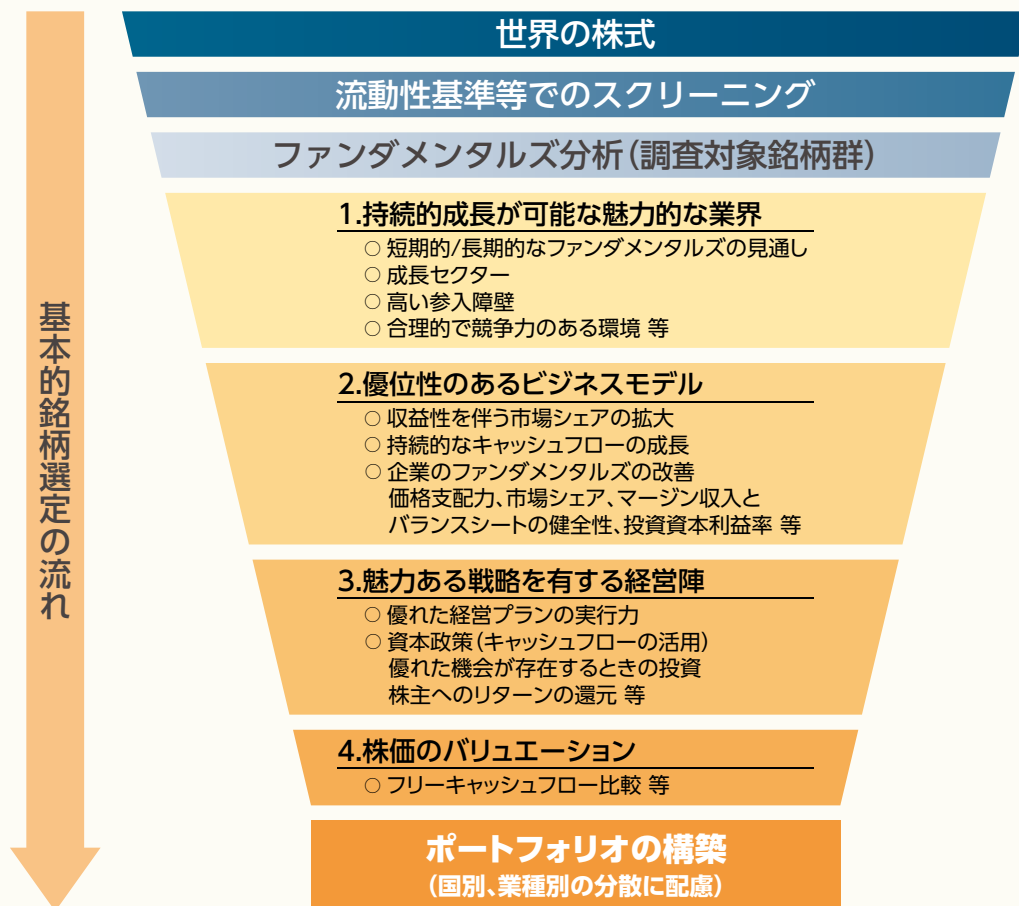 基本的銘柄選定の流れ
世界の株式
流動性基準等でのスクリーニング
ファンダメンタルズ分析(調査対象銘柄群)
1.持続的成長が可能な魅力的な業界
○ 短期的/長期的なファンダメンタルズの見通し
○ 成長セクター
○ 高い参入障壁
○ 合理的で競争力のある環境 等
2.優位性のあるビジネスモデル
○ 収益性を伴う市場シェアの拡大
○ 持続的なキャッシュフローの成長
○ 企業のファンダメンタルズの改善
価格支配力、市場シェア、マージン収入と
バランスシートの健全性、投資資本利益率 等
3.魅力ある戦略を有する経営陣
○ 優れた経営プランの実行力
○ 資本政策(キャッシュフローの活用)
優れた機会が存在するときの投資
株主へのリターンの還元 等
4.株価のバリュエーション
○ フリーキャッシュフロー比較 等
ポートフォリオの構築
(国別、業種別の分散に配慮)